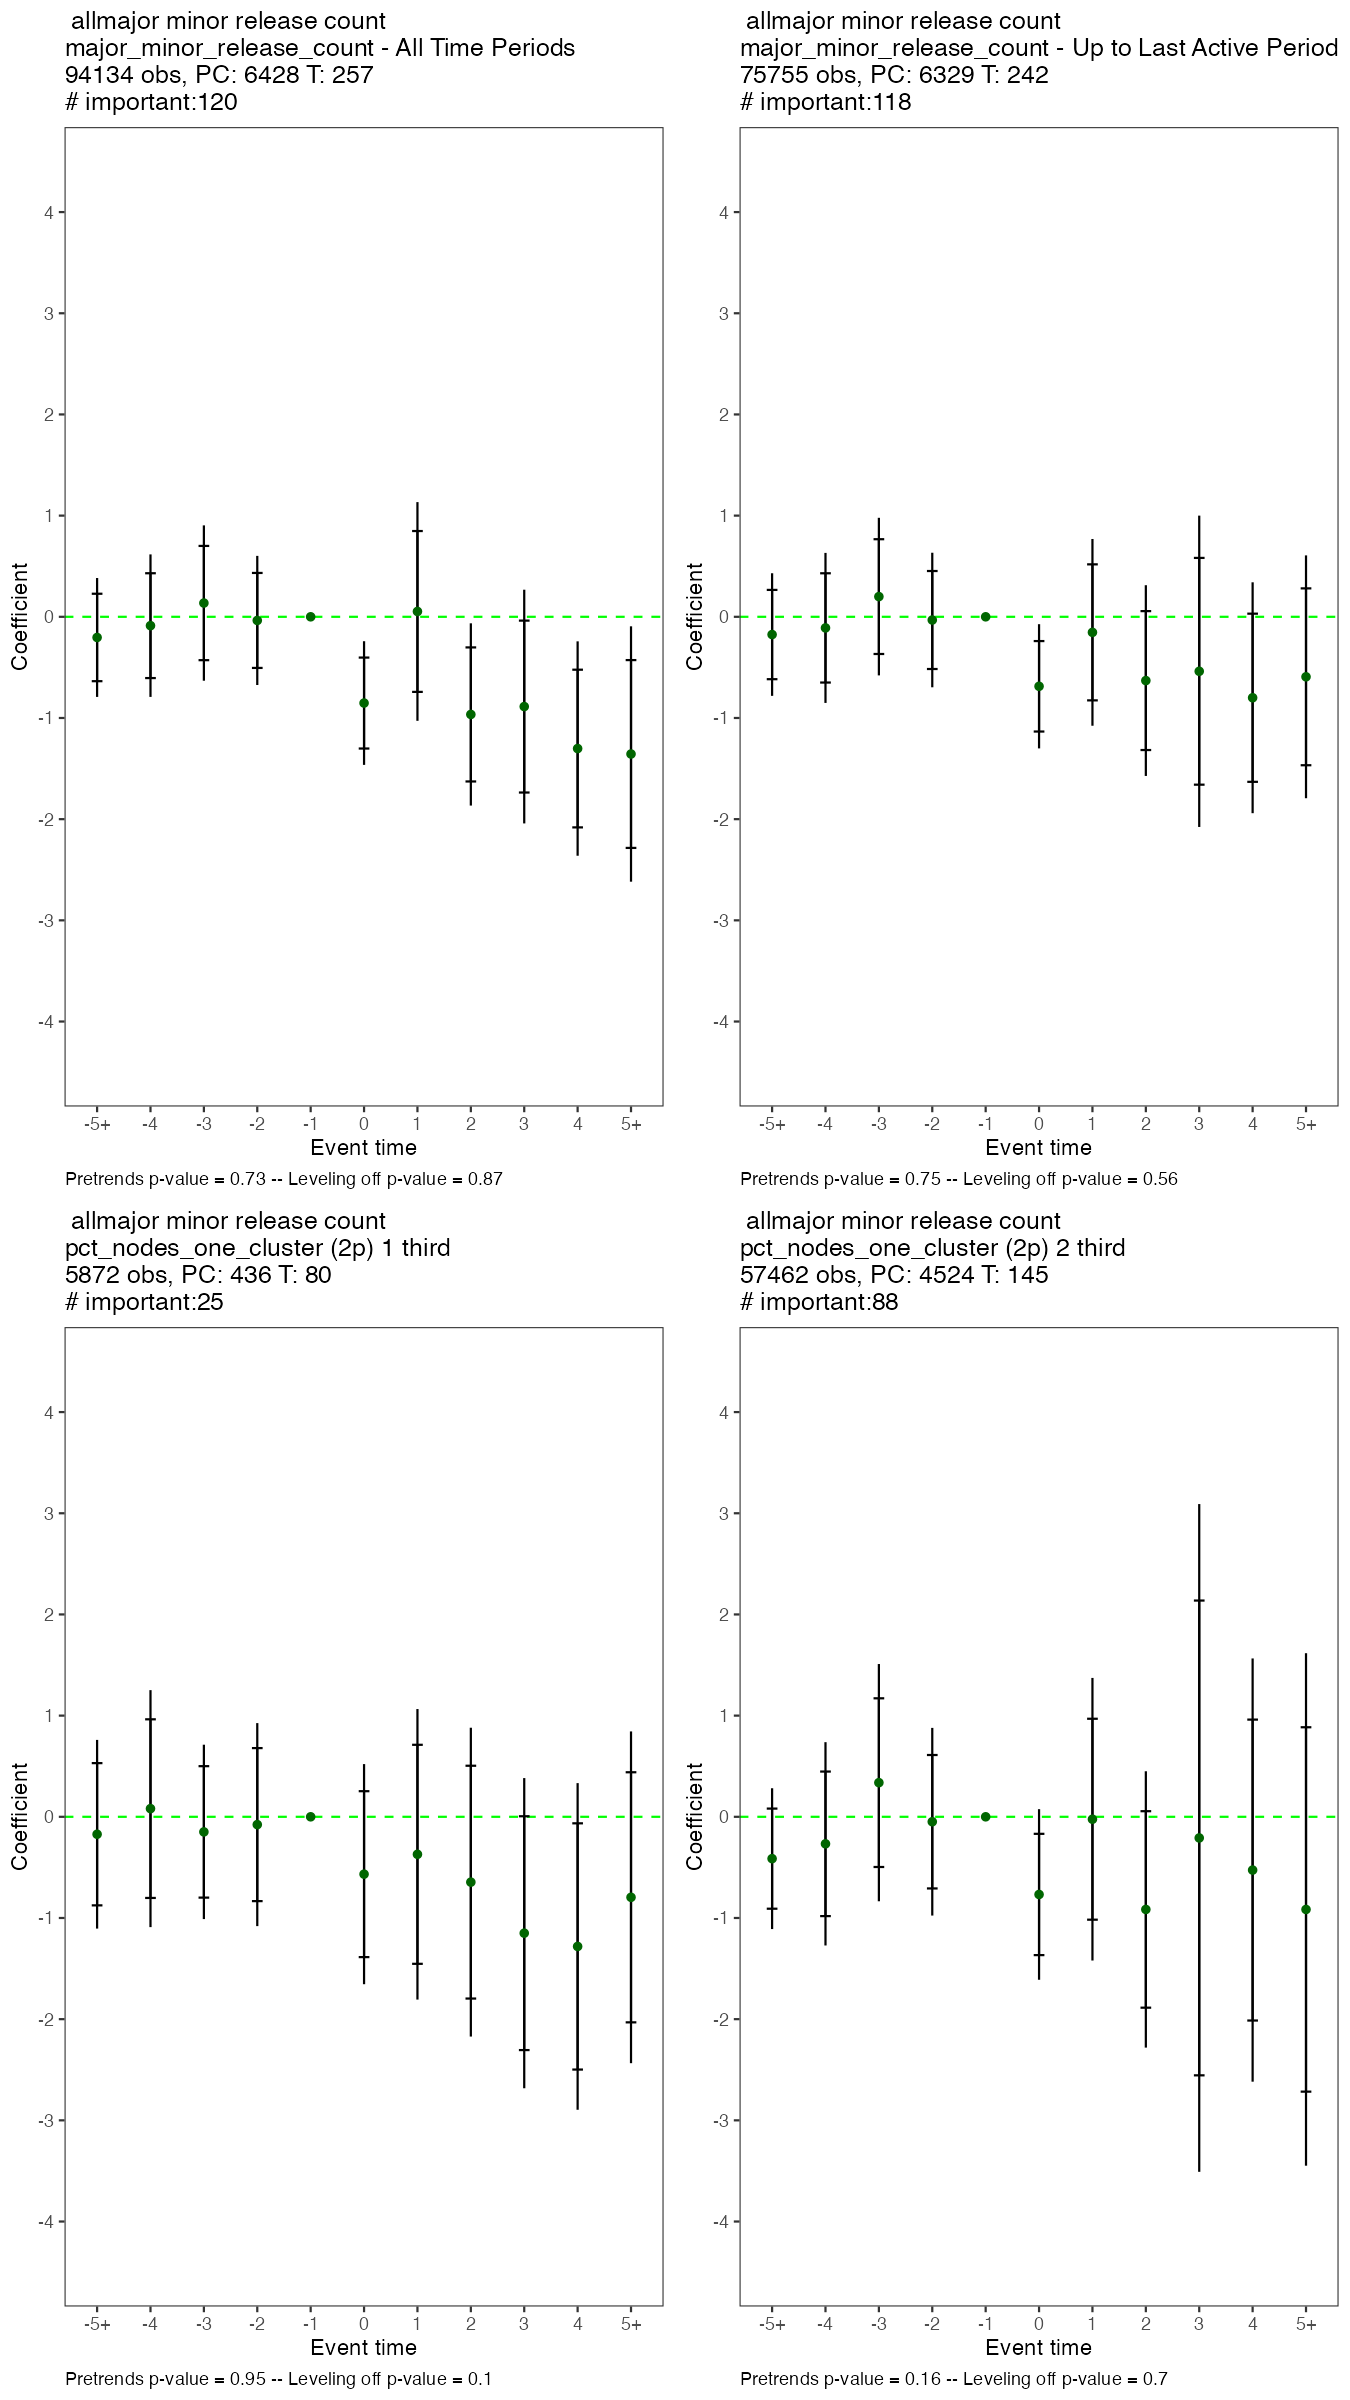 allmajor minor release count
major_minor_release_count - All Time Periods
94134 obs, PC: 6428 T: 257
# important:120
4
3
2
1
0
-1
-2
-3
-4
Coefficient
-5+ -4 -3 -2 -1 0 1 2 3 4 5+
Event time
Pretrends p-value = 0.73 -- Leveling off p-value = 0.87
allmajor minor release count
major_minor_release_count - Up to Last Active Period
75755 obs, PC: 6329 T: 242
# important:118
4
3
2
1
0
-1
-2
-3
-4
Coefficient
-5+ -4 -3 -2 -1 0 1 2 3 4 5+
Event time
Pretrends p-value = 0.75 -- Leveling off p-value = 0.56
allmajor minor release count
pct_nodes_one_cluster (2p) 1 third
5872 obs, PC: 436 T: 80
# important:25
4
3
2
1
0
-1
-2
-3
-4
Coefficient
-5+ -4 -3 -2 -1 0 1 2 3 4 5+
Event time
Pretrends p-value = 0.95 -- Leveling off p-value = 0.1
allmajor minor release count
pct_nodes_one_cluster (2p) 2 third
57462 obs, PC: 4524 T: 145
# important:88
4
3
2
1
0
-1
-2
-3
-4
Coefficient
-5+ -4 -3 -2 -1 0 1 2 3 4 5+
Event time
Pretrends p-value = 0.16 -- Leveling off p-value = 0.7